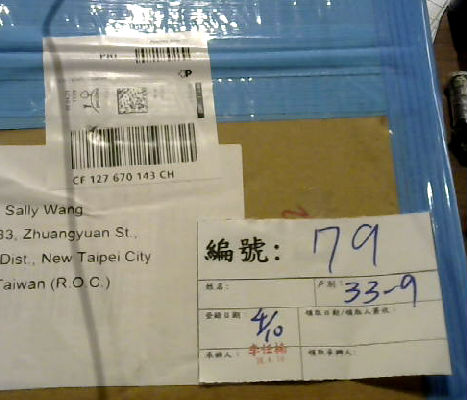 PRI
P
CF 127 670 143 CH
Sally Wang
33, Zhuangyuan St.,
Dist., New Taipei City
Taiwan (R.O.C.)
編號: 79
姓名:
戶別: 33-9
登錄日期 4/10
領取日期/領取人簽收:
承辦人:
領取承辦人: